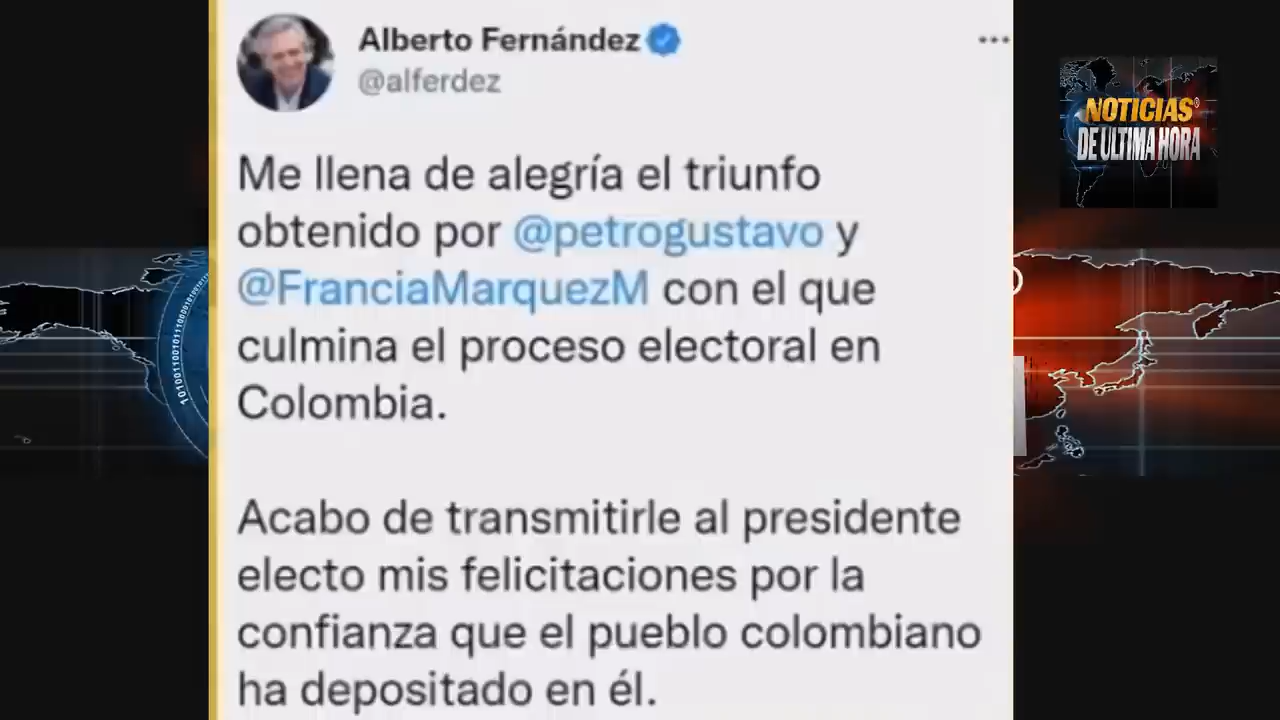 Alberto Fernández
@alferdez
NOTICIAS®
DE ULTIMA HORA
Me llena de alegría el triunfo
obtenido por @petrogustavo y
@FranciaMarquezM con el que
culmina el proceso electoral en
Colombia.
Acabo de transmitirle al presidente
electo mis felicitaciones por la
confianza que el pueblo colombiano
ha depositado en él.